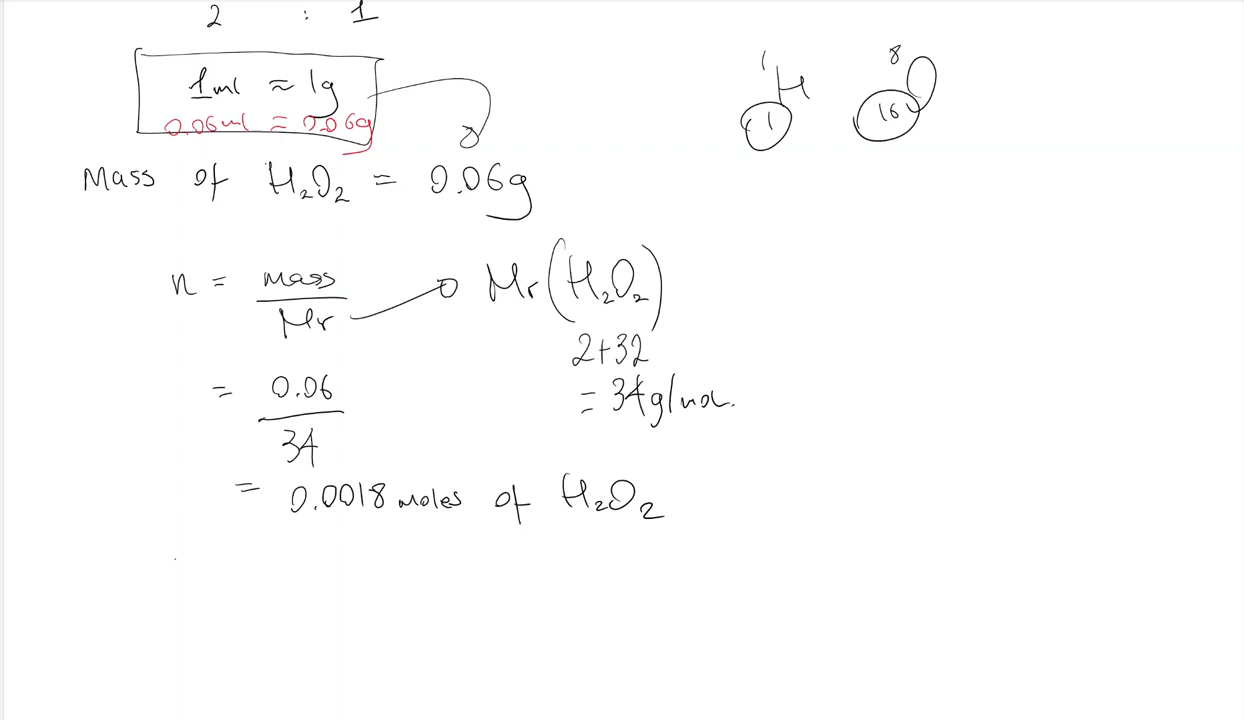 2 : 1
1ml ≈ 1g
0.06ml ≈ 0.06g
1 H 1
8 O 16
Mass of H₂O₂ = 0.06g
n = mass / Mr
Mr (H₂O₂)
2+32
= 34g/mol.
= 0.06 / 34
= 0.0018 moles of H₂O₂